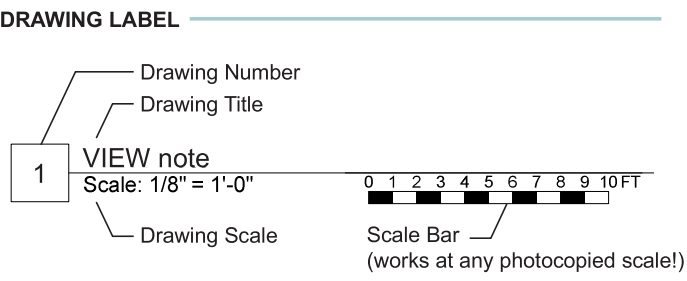 DRAWING LABEL
Drawing Number
Drawing Title
1
VIEW note
Scale: 1/8" = 1'-0"
0 1 2 3 4 5 6 7 8 9 10 FT
Drawing Scale
Scale Bar
(works at any photocopied scale!)